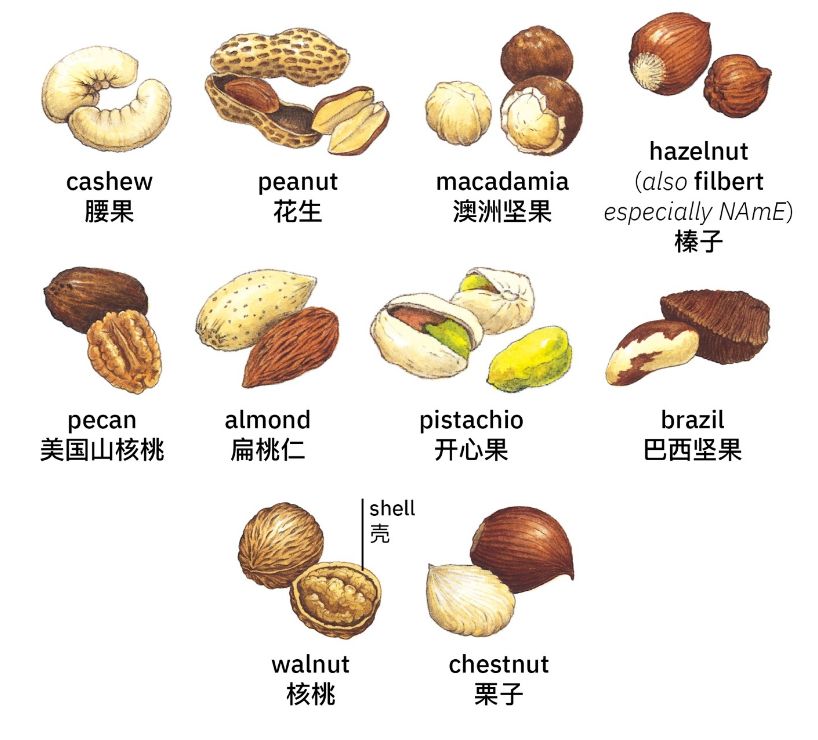 cashew
腰果
peanut
花生
macadamia
澳洲坚果
hazelnut
(also filbert
especially NAmE)
榛子
pecan
美国山核桃
almond
扁桃仁
pistachio
开心果
brazil
巴西坚果
shell
壳
walnut
核桃
chestnut
栗子